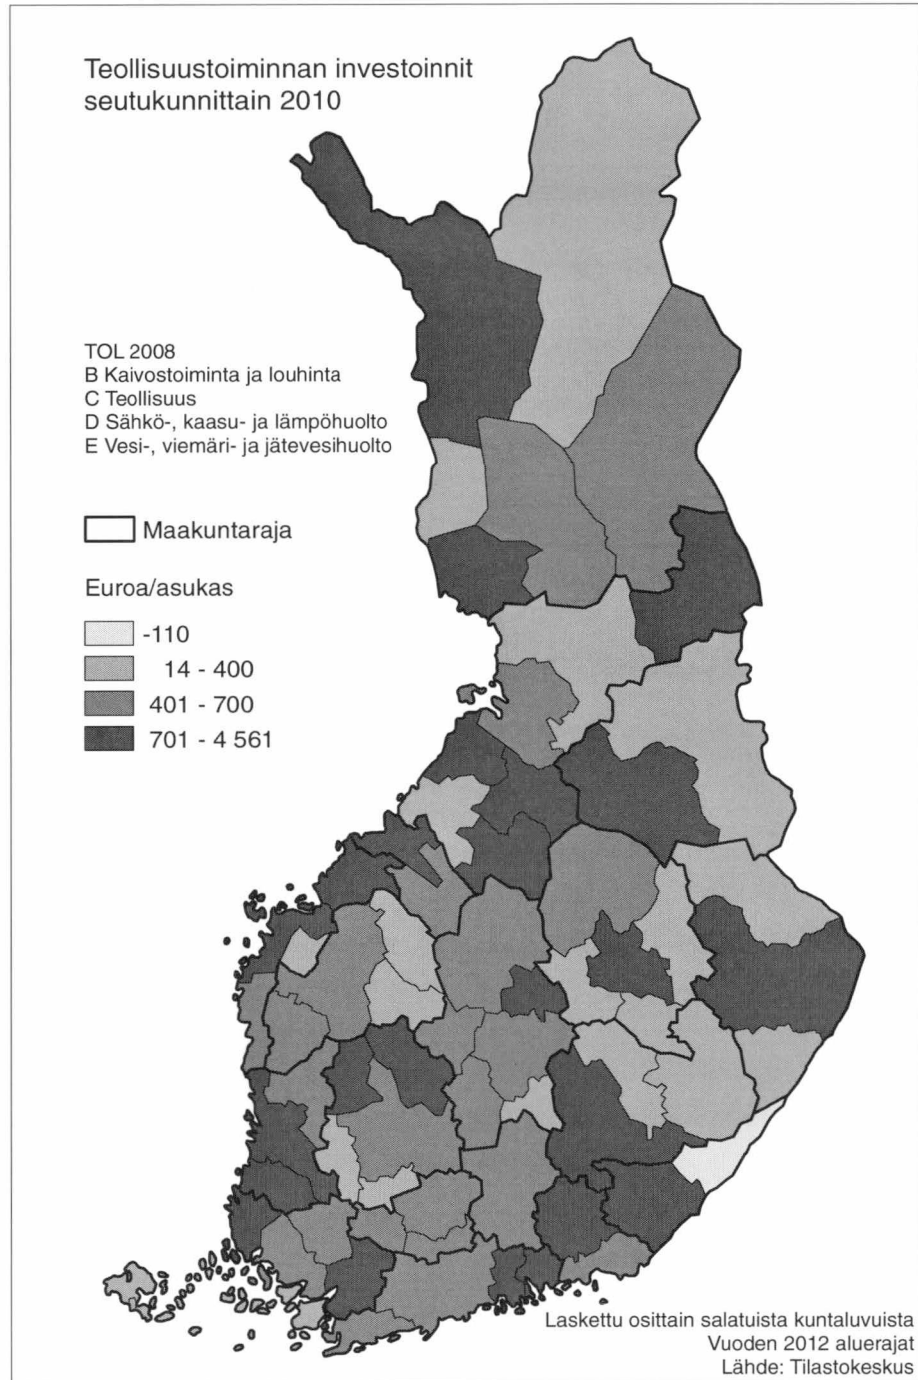 Teollisuustoiminnan investoinnit
seutukunnittain 2010
TOL 2008
B Kaivostoiminta ja louhinta
C Teollisuus
D Sähkö-, kaasu- ja lämpöhuolto
E Vesi-, viemäri- ja jätevesihuolto
Maakuntaraja
Euroa/asukas
-110
14 - 400
401 - 700
701 - 4 561
Laskettu osittain salatuista kuntaluvuista
Vuoden 2012 aluerajat
Lähde: Tilastokeskus